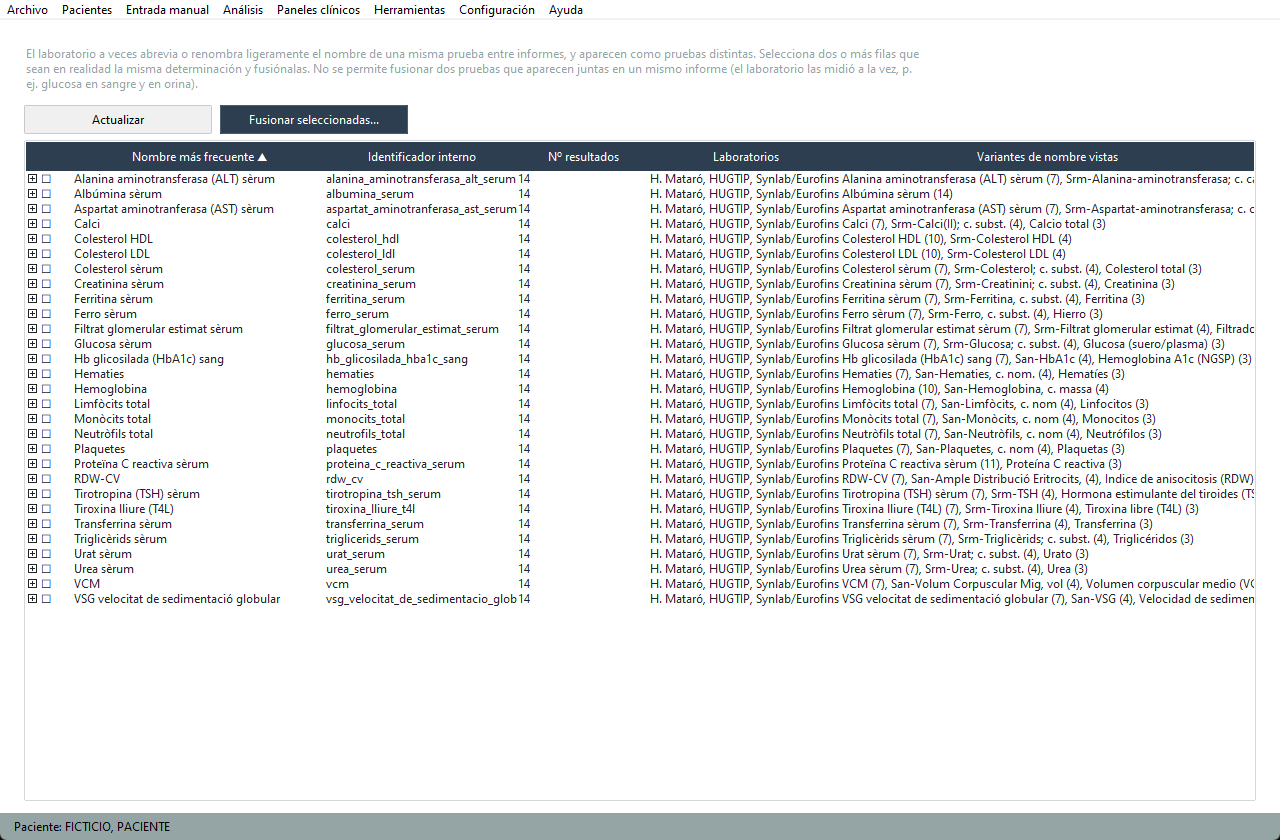 Archivo Pacientes Entrada manual Análisis Paneles clínicos Herramientas Configuración Ayuda
El laboratorio a veces abrevia o renombra ligeramente el nombre de una misma prueba entre informes, y aparecen como pruebas distintas. Selecciona dos o más filas que
sean en realidad la misma determinación y fusiónalas. No se permite fusionar dos pruebas que aparecen juntas en un mismo informe (el laboratorio las midió a la vez, p.
ej. glucosa en sangre y en orina).
Actualizar Fusionar seleccionadas...
Nombre más frecuente ▲ Identificador interno Nº resultados Laboratorios Variantes de nombre vistas
Alanina aminotransferasa (ALT) sèrum alanina_aminotransferasa_alt_serum 14 H. Mataró, HUGTIP, Synlab/Eurofins Alanina aminotransferasa (ALT) sèrum (7), Srm-Alanina-aminotransferasa; c. ca
Albúmina sèrum albumina_serum 14 H. Mataró, HUGTIP, Synlab/Eurofins Albúmina sèrum (14)
Aspartat aminotranferasa (AST) sèrum aspartat_aminotranferasa_ast_serum 14 H. Mataró, HUGTIP, Synlab/Eurofins Aspartat aminotranferasa (AST) sèrum (7), Srm-Aspartat-aminotransferasa; c. c
Calci calci 14 H. Mataró, HUGTIP, Synlab/Eurofins Calci (7), Srm-Calci(II); c. subst. (4), Calcio total (3)
Colesterol HDL colesterol_hdl 14 H. Mataró, HUGTIP, Synlab/Eurofins Colesterol HDL (10), Srm-Colesterol HDL (4)
Colesterol LDL colesterol_ldl 14 H. Mataró, HUGTIP, Synlab/Eurofins Colesterol LDL (10), Srm-Colesterol LDL (4)
Colesterol sèrum colesterol_serum 14 H. Mataró, HUGTIP, Synlab/Eurofins Colesterol sèrum (7), Srm-Colesterol; c. subst. (4), Colesterol total (3)
Creatinina sèrum creatinina_serum 14 H. Mataró, HUGTIP, Synlab/Eurofins Creatinina sèrum (7), Srm-Creatinini; c. subst. (4), Creatinina (3)
Ferritina sèrum ferritina_serum 14 H. Mataró, HUGTIP, Synlab/Eurofins Ferritina sèrum (7), Srm-Ferritina, c. subst. (4), Ferritina (3)
Ferro sèrum ferro_serum 14 H. Mataró, HUGTIP, Synlab/Eurofins Ferro sèrum (7), Srm-Ferro, c. subst. (4), Hierro (3)
Filtrat glomerular estimat sèrum filtrat_glomerular_estimat_serum 14 H. Mataró, HUGTIP, Synlab/Eurofins Filtrat glomerular estimat sèrum (7), Srm-Filtrat glomerular estimat (4), Filtrado
Glucosa sèrum glucosa_serum 14 H. Mataró, HUGTIP, Synlab/Eurofins Glucosa sèrum (7), Srm-Glucosa; c. subst. (4), Glucosa (suero/plasma) (3)
Hb glicosilada (HbA1c) sang hb_glicosilada_hba1c_sang 14 H. Mataró, HUGTIP, Synlab/Eurofins Hb glicosilada (HbA1c) sang (7), San-HbA1c (4), Hemoglobina A1c (NGSP) (3)
Hematies hematies 14 H. Mataró, HUGTIP, Synlab/Eurofins Hematies (7), San-Hematies, c. nom. (4), Hematíes (3)
Hemoglobina hemoglobina 14 H. Mataró, HUGTIP, Synlab/Eurofins Hemoglobina (10), San-Hemoglobina, c. massa (4)
Limfòcits total linfocits_total 14 H. Mataró, HUGTIP, Synlab/Eurofins Limfòcits total (7), San-Limfòcits, c. nom (4), Linfocitos (3)
Monòcits total monocits_total 14 H. Mataró, HUGTIP, Synlab/Eurofins Monòcits total (7), San-Monòcits, c. nom (4), Monocitos (3)
Neutròfils total neutrofils_total 14 H. Mataró, HUGTIP, Synlab/Eurofins Neutròfils total (7), San-Neutròfils, c. nom (4), Neutrófilos (3)
Plaquetes plaquetes 14 H. Mataró, HUGTIP, Synlab/Eurofins Plaquetes (7), San-Plaquetes, c. nom (4), Plaquetas (3)
Proteïna C reactiva sèrum proteina_c_reactiva_serum 14 H. Mataró, HUGTIP, Synlab/Eurofins Proteïna C reactiva sèrum (11), Proteína C reactiva (3)
RDW-CV rdw_cv 14 H. Mataró, HUGTIP, Synlab/Eurofins RDW-CV (7), San-Ample Distribució Eritrocits, (4), Indice de anisocitosis (RDW)
Tirotropina (TSH) sèrum tirotropina_tsh_serum 14 H. Mataró, HUGTIP, Synlab/Eurofins Tirotropina (TSH) sèrum (7), Srm-TSH (4), Hormona estimulante del tiroides (TS
Tiroxina lliure (T4L) tiroxina_lliure_t4l 14 H. Mataró, HUGTIP, Synlab/Eurofins Tiroxina lliure (T4L) (7), Srm-Tiroxina lliure (4), Tiroxina libre (T4L) (3)
Transferrina sèrum transferrina_serum 14 H. Mataró, HUGTIP, Synlab/Eurofins Transferrina sèrum (7), Srm-Transferrina (4), Transferrina (3)
Triglicèrids sèrum triglicerids_serum 14 H. Mataró, HUGTIP, Synlab/Eurofins Triglicèrids sèrum (7), Srm-Triglicèrids; c. subst. (4), Triglicéridos (3)
Urat sèrum urat_serum 14 H. Mataró, HUGTIP, Synlab/Eurofins Urat sèrum (7), Srm-Urat; c. subst. (4), Urato (3)
Urea sèrum urea_serum 14 H. Mataró, HUGTIP, Synlab/Eurofins Urea sèrum (7), Srm-Urea; c. subst. (4), Urea (3)
VCM vcm 14 H. Mataró, HUGTIP, Synlab/Eurofins VCM (7), San-Volum Corpuscular Mig, vol (4), Volumen corpuscular medio (VC
VSG velocitat de sedimentació globular vsg_velocitat_de_sedimentacio_glob 14 H. Mataró, HUGTIP, Synlab/Eurofins VSG velocitat de sedimentació globular (7), San-VSG (4), Velocidad de sedimen
Paciente: FICTICIO, PACIENTE